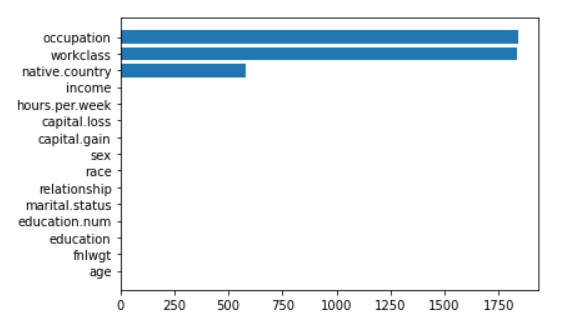 occupation
workclass
native.country
income
hours.per.week
capital.loss
capital.gain
sex
race
relationship
marital.status
education.num
education
fnlwgt
age
0 250 500 750 1000 1250 1500 1750